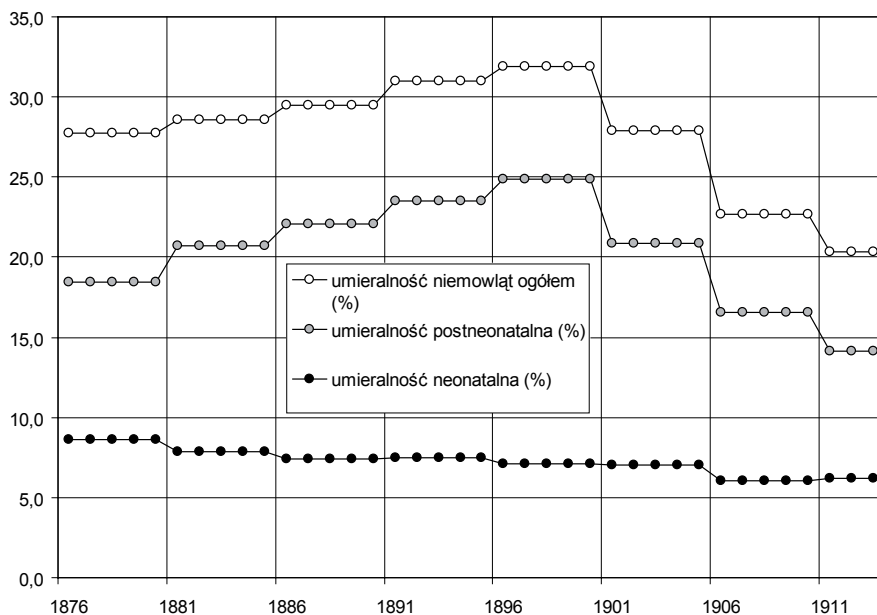 35,0
30,0
25,0
20,0
15,0
10,0
5,0
0,0
umieralność niemowląt ogółem
(%)
umieralność postneonatalna (%)
umieralność neonatalna (%)
1876 1881 1886 1891 1896 1901 1906 1911